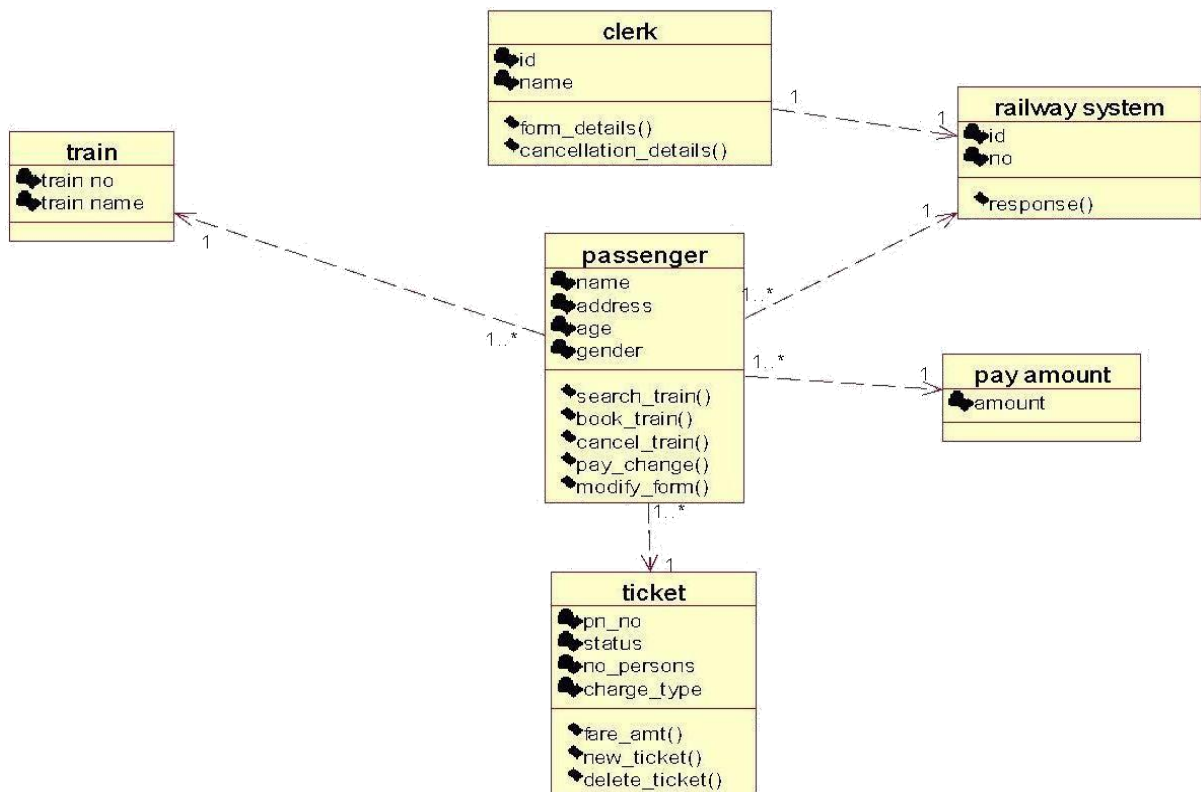 clerk
id
name
form_details()
cancellation_details()
1
1
railway system
id
no
response()
train
train no
train name
1
1..*
passenger
name
address
age
gender
search_train()
book_train()
cancel_train()
pay_change()
modify_form()
1
1..*
1..*
1
pay amount
amount
1..*
1
ticket
pn_no
status
no_persons
charge_type
fare_amt()
new_ticket()
delete_ticket()